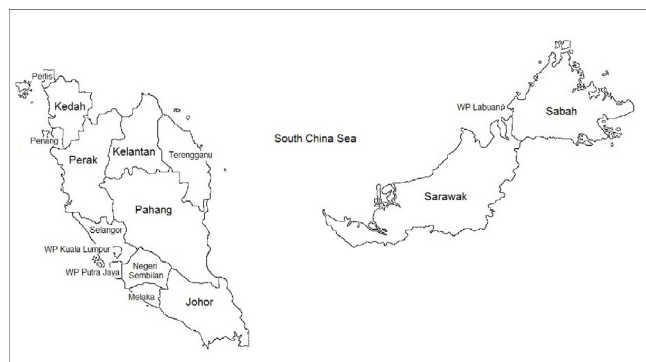 Perlis
Kedah
Penang
Perak
Kelantan
Terengganu
Pahang
Selangor
WP Kuala Lumpur
WP Putra Jaya
Negeri
Sembilan
Melaka
Johor
South China Sea
WP Labuan
Sabah
Sarawak